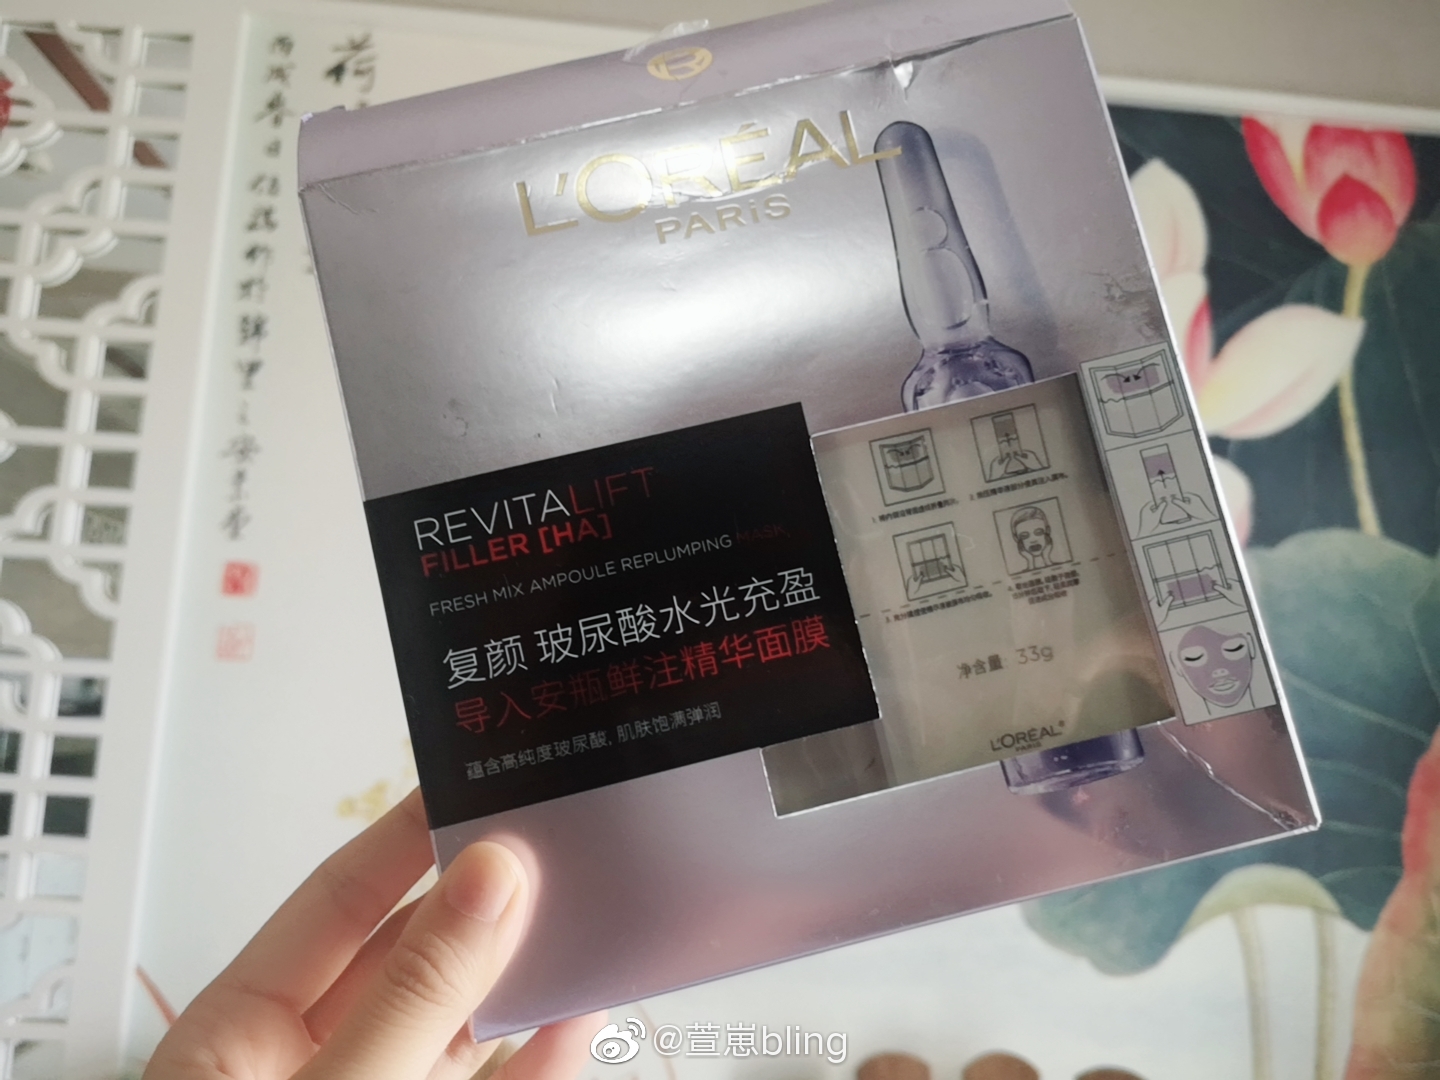 L'ORÉAL
PARiS
REVITALIFT
FILLER [HA]
FRESH MIX AMPOULE REPLUMPING MASK
复颜 玻尿酸水光充盈
导入安瓶鲜注精华面膜
蕴含高纯度玻尿酸, 肌肤饱满弹润
净含量: 33g
L'ORÉAL
PARIS
荷
@萱崽bling